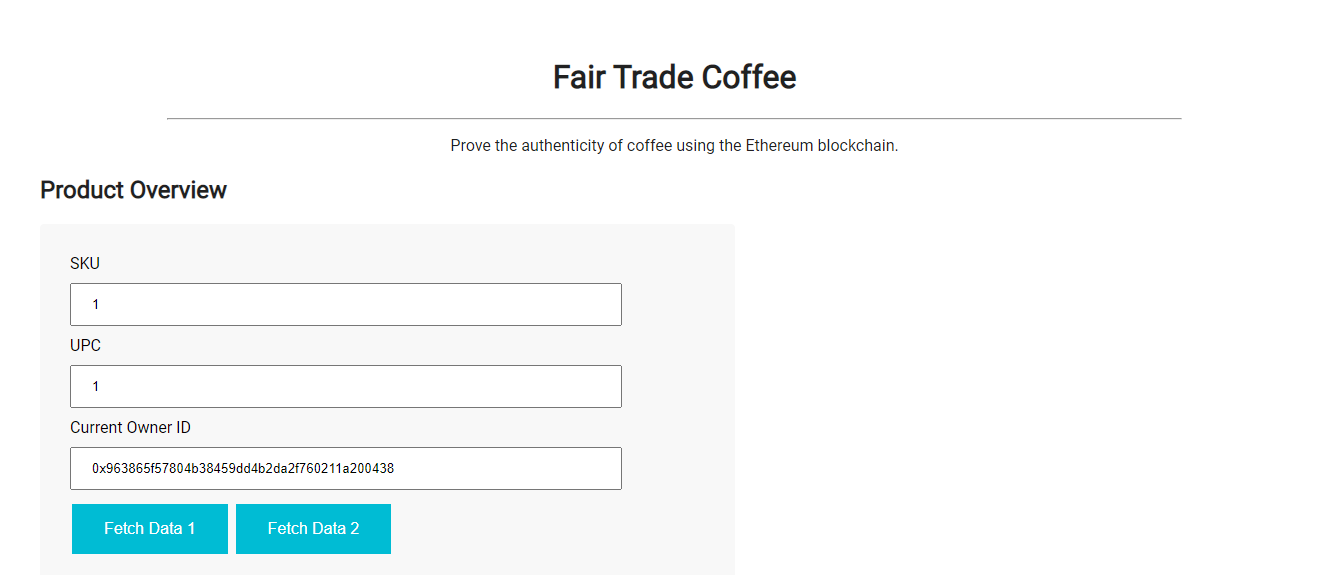 Fair Trade Coffee
Prove the authenticity of coffee using the Ethereum blockchain.
Product Overview
SKU
1
UPC
1
Current Owner ID
0x963865f57804b38459dd4b2da2f760211a200438
Fetch Data 1 Fetch Data 2